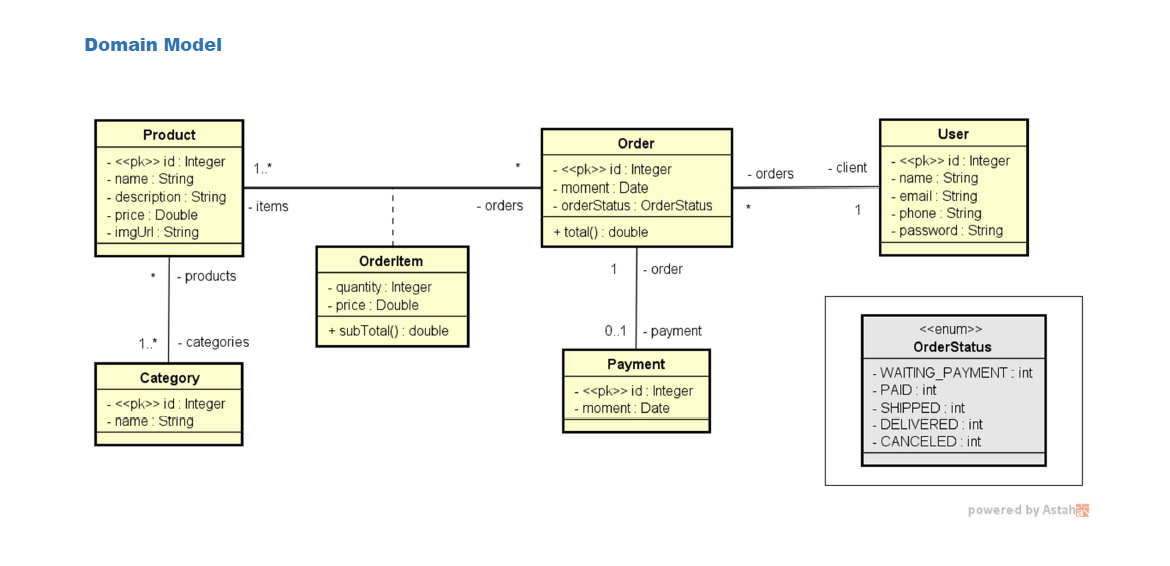 Domain Model
Product
- <<pk>> id : Integer
- name : String
- description : String
- price : Double
- imgUrl : String
1..*
- items
*
- orders
Order
- <<pk>> id : Integer
- moment : Date
- orderStatus : OrderStatus
+ total() : double
- orders
*
- client
1
User
- <<pk>> id : Integer
- name : String
- email : String
- phone : String
- password : String
OrderItem
- quantity : Integer
- price : Double
+ subTotal() : double
* - products
1..* - categories
Category
- <<pk>> id : Integer
- name : String
1 - order
0..1 - payment
Payment
- <<pk>> id : Integer
- moment : Date
<<enum>>
OrderStatus
- WAITING_PAYMENT : int
- PAID : int
- SHIPPED : int
- DELIVERED : int
- CANCELED : int
powered by Astah